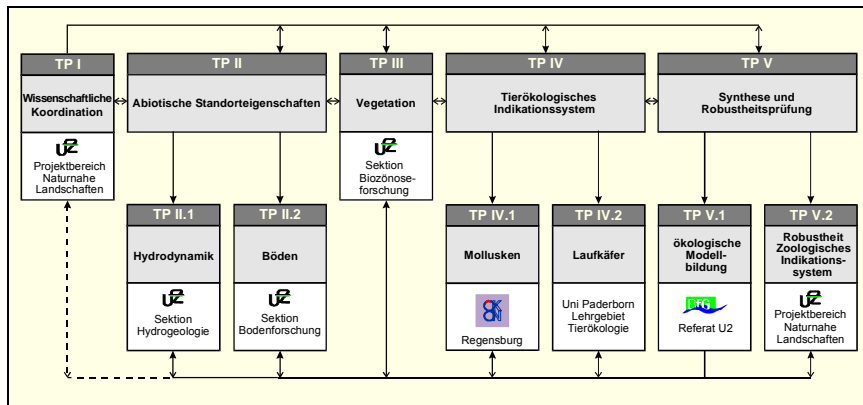 TP I
Wissenschaftliche
Koordination
UFZ
Projektbereich
Naturnahe
Landschaften
TP II
Abiotische Standorteigenschaften
TP III
Vegetation
UFZ
Sektion
Biozönose-
forschung
TP IV
Tierökologisches
Indikationssystem
TP V
Synthese und
Robustheitsprüfung
TP II.1
Hydrodynamik
UFZ
Sektion
Hydrogeologie
TP II.2
Böden
UFZ
Sektion
Bodenforschung
TP IV.1
Mollusken
Regensburg
TP IV.2
Laufkäfer
Uni Paderborn
Lehrgebiet
Tierökologie
TP V.1
ökologische
Modell-
bildung
BfG
Referat U2
TP V.2
Robustheit
Zoologisches
Indikations-
system
UFZ
Projektbereich
Naturnahe
Landschaften